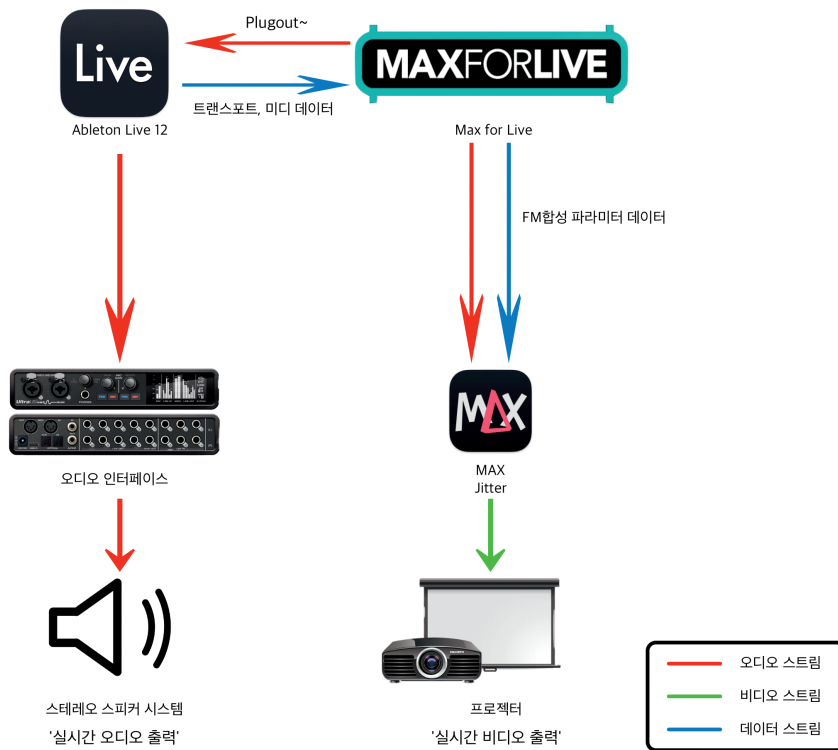 Plugout~
Live
MAXFORLIVE
트랜스포트, 미디 데이터
Ableton Live 12
Max for Live
FM합성 파라미터 데이터
MAX
오디오 인터페이스
MAX
Jitter
스테레오 스피커 시스템
'실시간 오디오 출력'
프로젝터
'실시간 비디오 출력'
오디오 스트림
비디오 스트림
데이터 스트림